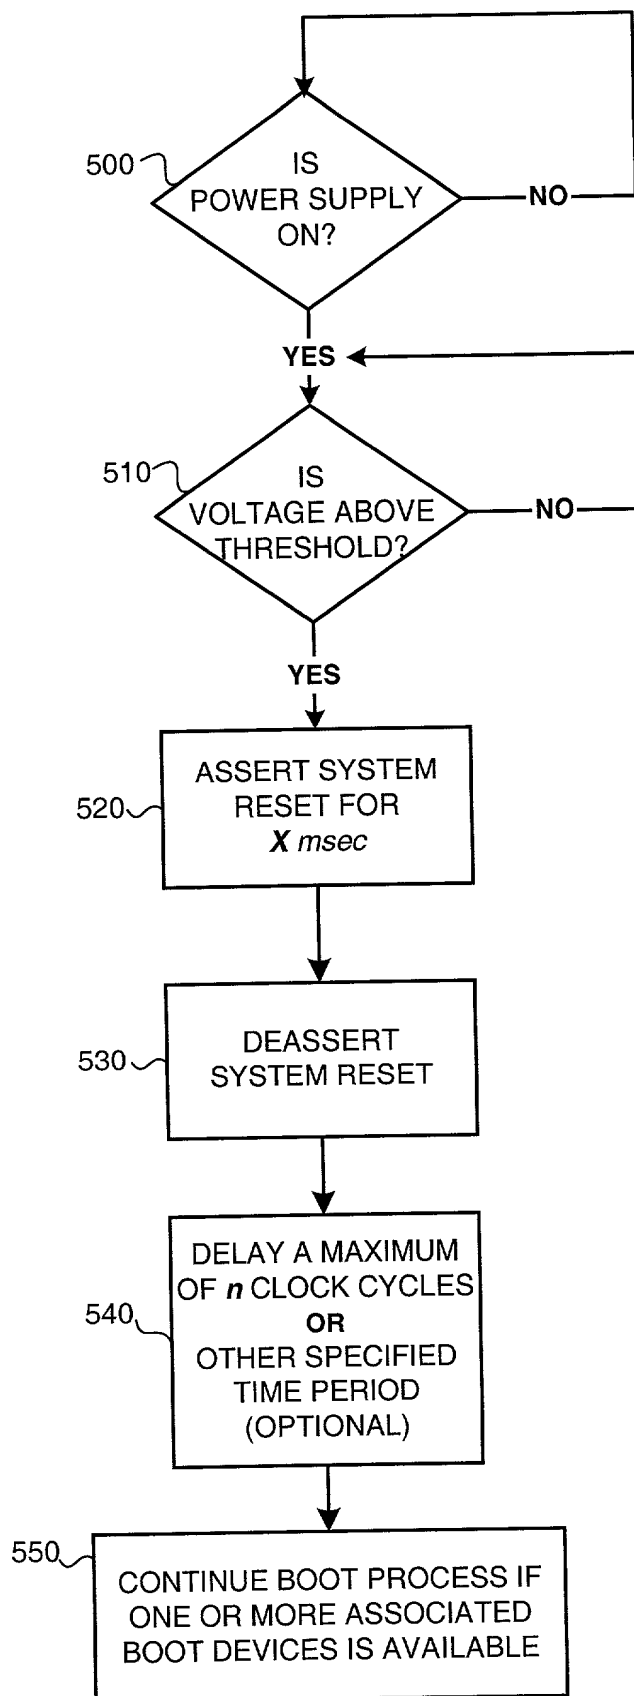 500
IS
POWER SUPPLY
ON?
NO
YES
510
IS
VOLTAGE ABOVE
THRESHOLD?
NO
YES
520
ASSERT SYSTEM
RESET FOR
X msec
530
DEASSERT
SYSTEM RESET
540
DELAY A MAXIMUM
OF n CLOCK CYCLES
OR
OTHER SPECIFIED
TIME PERIOD
(OPTIONAL)
550
CONTINUE BOOT PROCESS IF
ONE OR MORE ASSOCIATED
BOOT DEVICES IS AVAILABLE